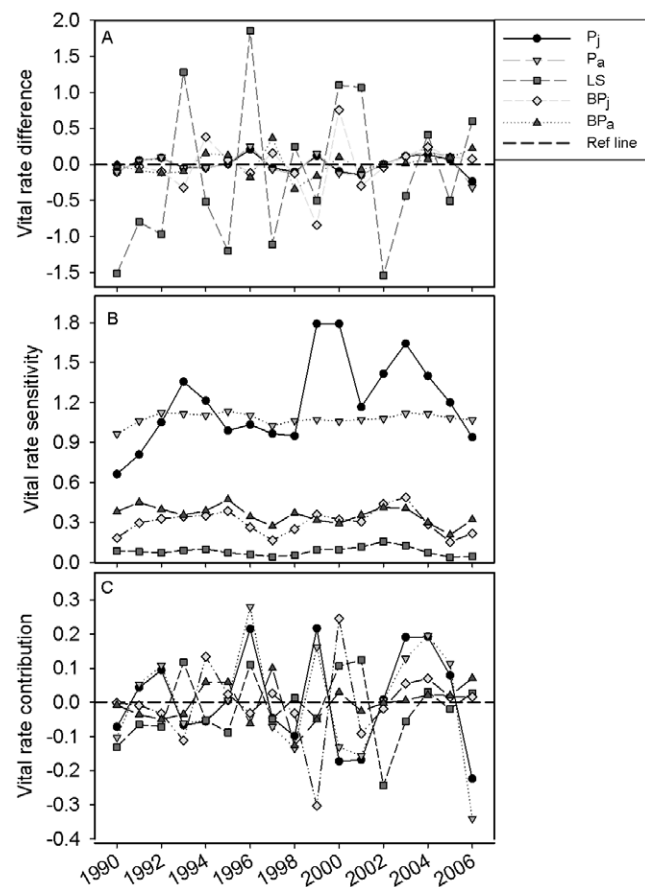 A
2.0
1.5
1.0
0.5
0.0
-0.5
-1.0
-1.5
Vital rate difference
Pj
Pa
LS
BPj
BPa
Ref line
B
1.8
1.5
1.2
0.9
0.6
0.3
0.0
Vital rate sensitivity
C
0.3
0.2
0.1
0.0
-0.1
-0.2
-0.3
-0.4
Vital rate contribution
1990 1992 1994 1996 1998 2000 2002 2004 2006